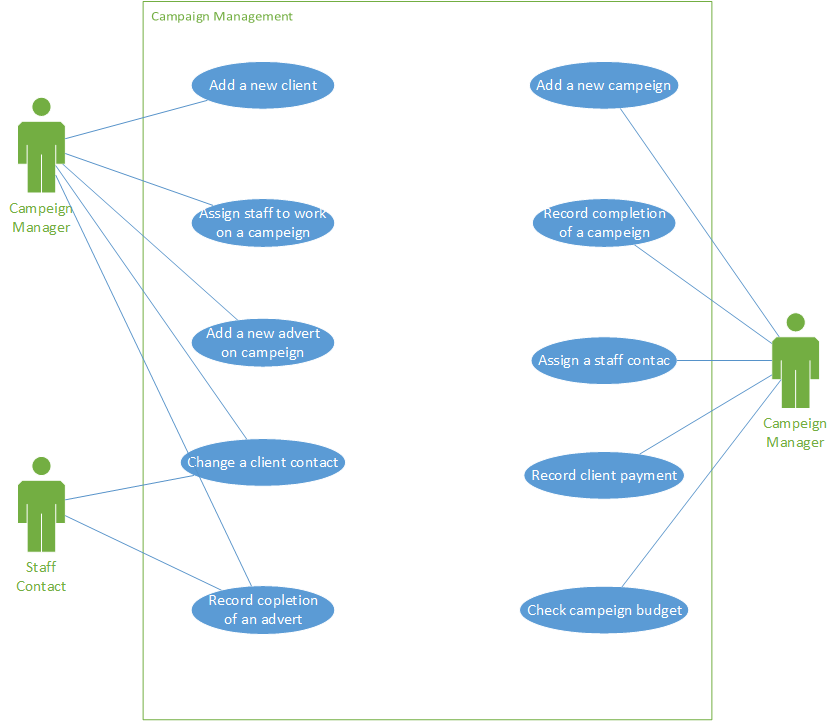 Campaign Management
Add a new client
Add a new campeign
Campeign
Manager
Assign staff to work
on a campeign
Record completion
of a campeign
Add a new advert
on campeign
Assign a staff contac
Campeign
Manager
Change a client contact
Record client payment
Staff
Contact
Record copletion
of an advert
Check campeign budget